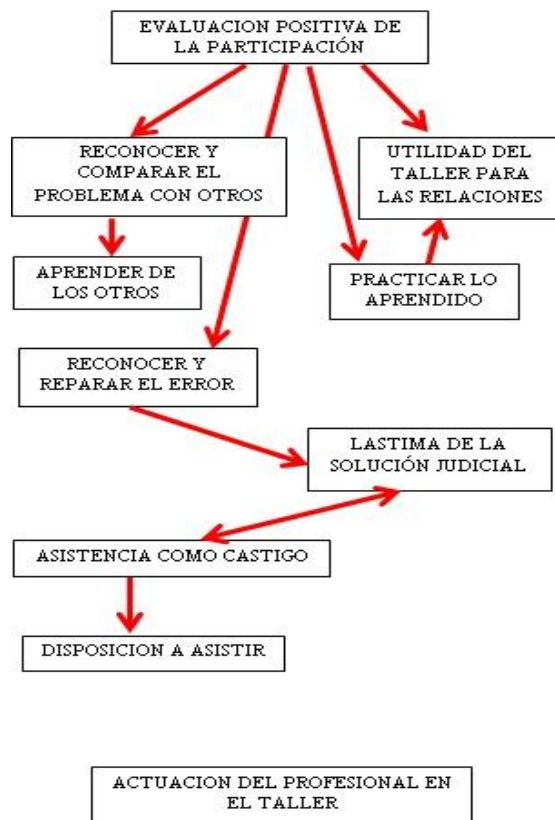 EVALUACION POSITIVA DE
LA PARTICIPACIÓN
RECONOCER Y
COMPARAR EL
PROBLEMA CON OTROS
UTILIDAD DEL
TALLER PARA
LAS RELACIONES
APRENDER DE
LOS OTROS
PRACTICAR LO
APRENDIDO
RECONOCER Y
REPARAR EL ERROR
LASTIMA DE LA
SOLUCIÓN JUDICIAL
ASISTENCIA COMO CASTIGO
DISPOSICION A ASISTIR
ACTUACION DEL PROFESIONAL EN
EL TALLER